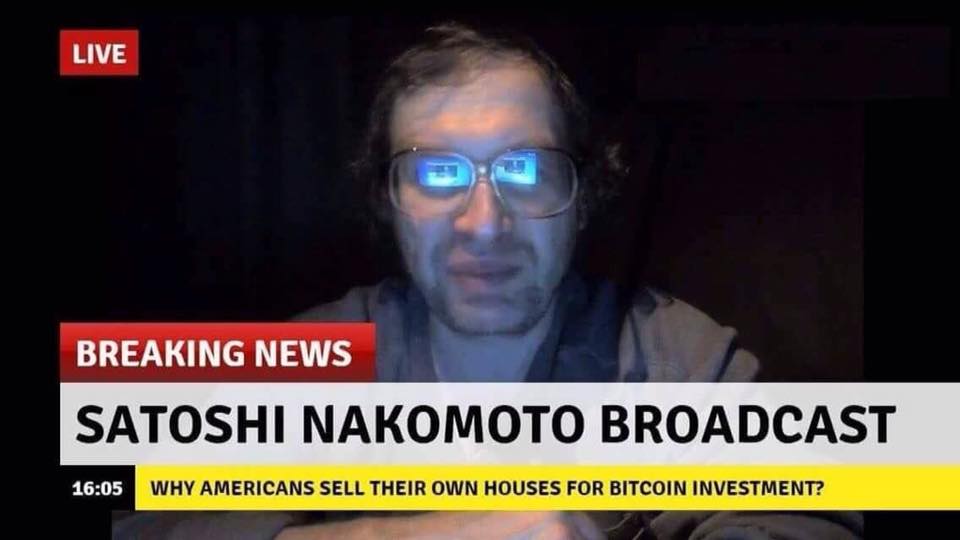 LIVE
BREAKING NEWS
SATOSHI NAKOMOTO BROADCAST
16:05 WHY AMERICANS SELL THEIR OWN HOUSES FOR BITCOIN INVESTMENT?